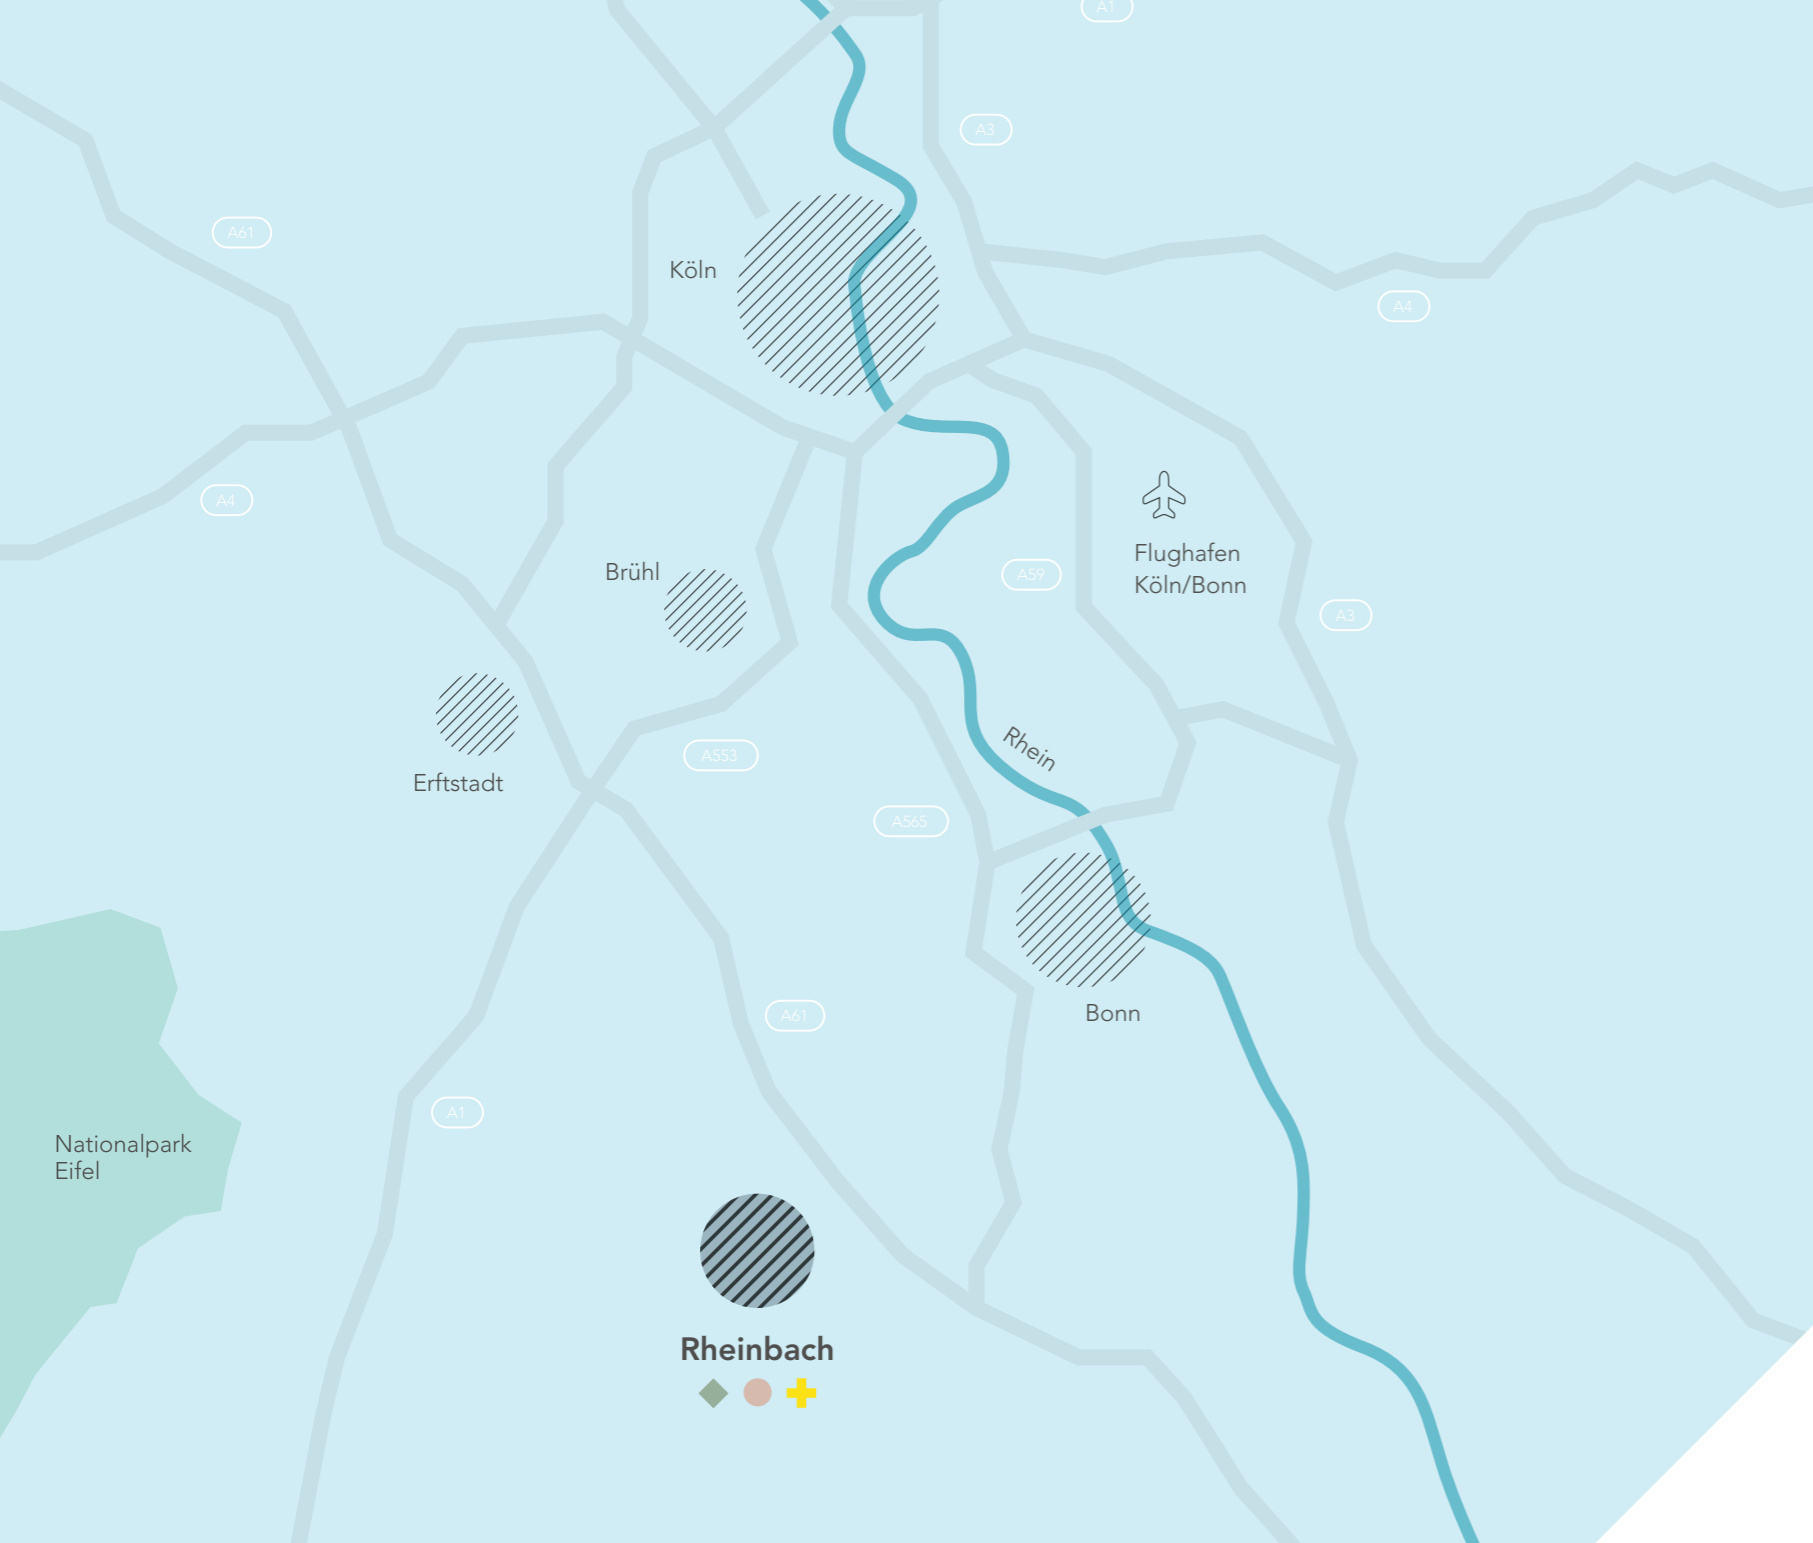 A1
A3
A61
Köln
A4
A4
Flughafen
Köln/Bonn
Brühl
A59
A3
Rhein
A553
Erftstadt
A565
Bonn
A61
A1
Nationalpark
Eifel
Rheinbach